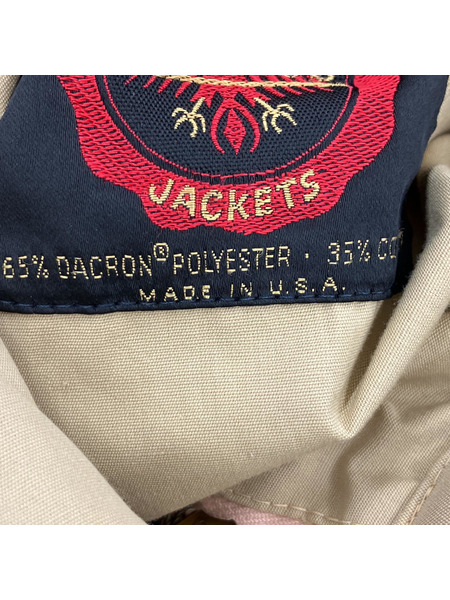 JACKETS
65% DACRON® POLYESTER · 35%
MADE IN U.S.A.